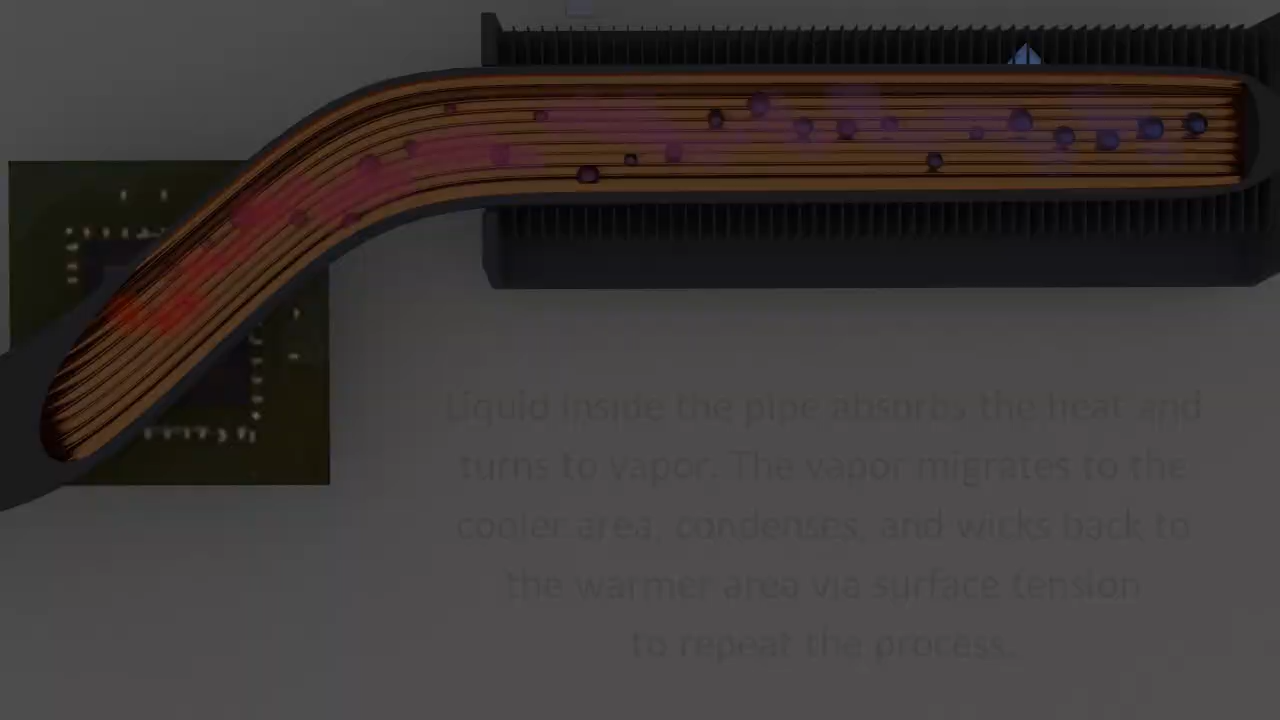 Liquid inside the pipe absorbs the heat and
turns to vapor. The vapor migrates to the
cooler area, condenses, and wicks back to
the warmer area via surface tension
to repeat the process.